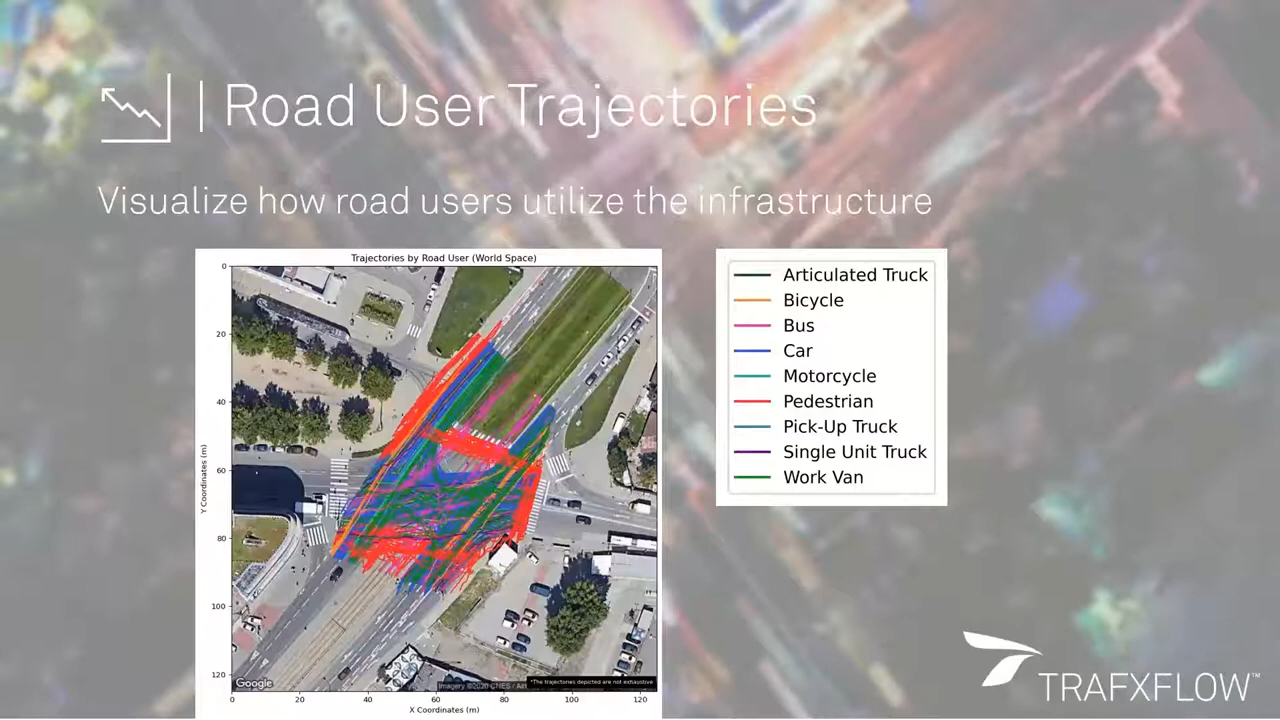 | Road User Trajectories
Visualize how road users utilize the infrastructure
Trajectories by Road User (World Space)
0
20
40
60
80
100
120
Y Coordinates (m)
0
20
40
60
80
100
120
X Coordinates (m)
Google
Imagery ©2020 CNES /
*The trajectories depicted are not exhaustive
Articulated Truck
Bicycle
Bus
Car
Motorcycle
Pedestrian
Pick-Up Truck
Single Unit Truck
Work Van
TRAFXFLOW™